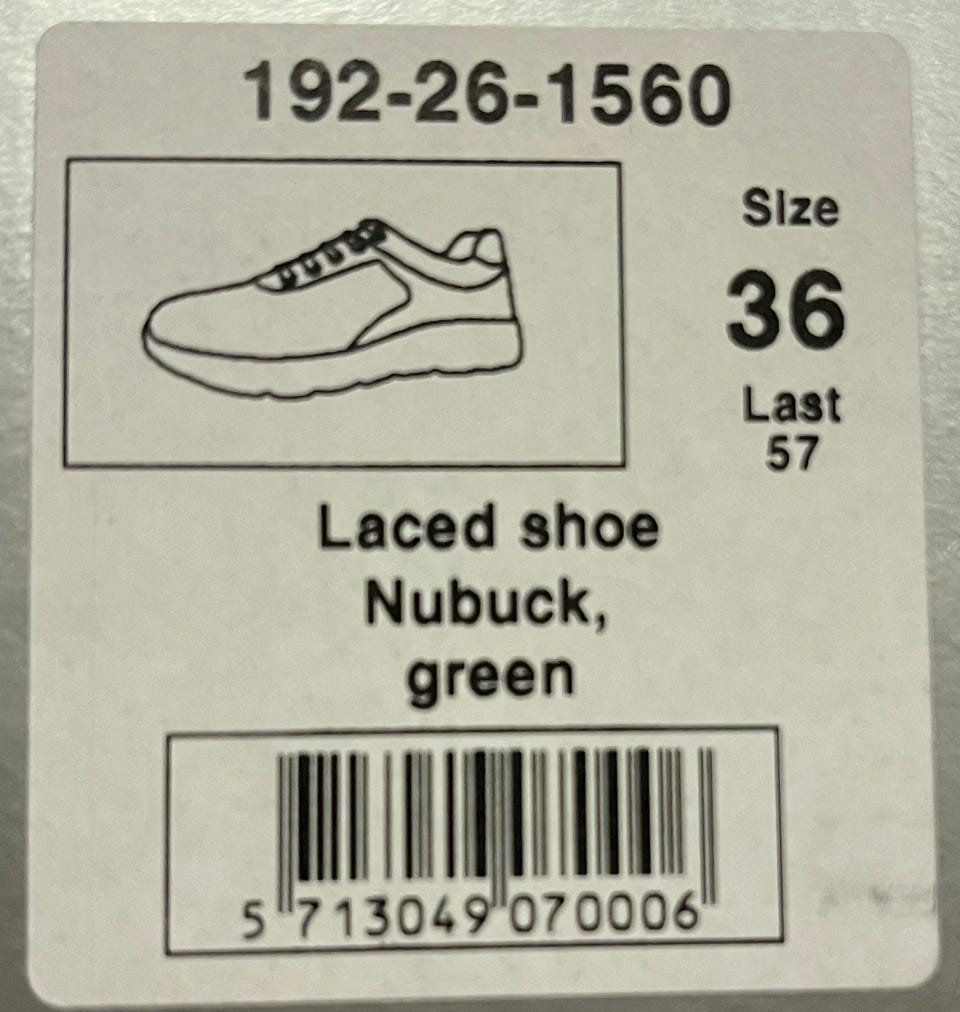 192-26-1560
Size
36
Last
57
Laced shoe
Nubuck,
green
5 713049 070006